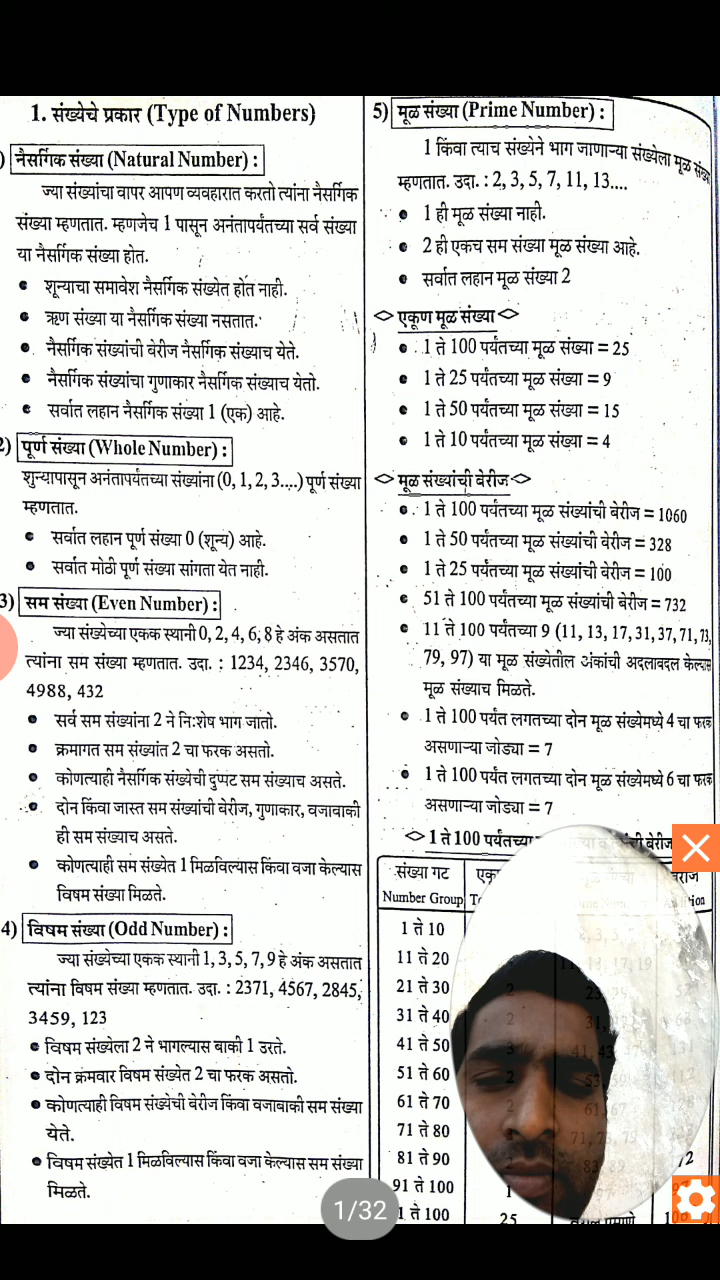 1. संख्येचे प्रकार (Type of Numbers)
) नैसर्गिक संख्या (Natural Number) :
ज्या संख्यांचा वापर आपण व्यवहारात करतो त्यांना नैसर्गिक
संख्या म्हणतात. म्हणजेच 1 पासून अनंतापर्यंतच्या सर्व संख्या
या नैसर्गिक संख्या होत.
शून्याचा समावेश नैसर्गिक संख्येत होत नाही.
ऋण संख्या या नैसर्गिक संख्या नसतात.
नैसर्गिक संख्यांची बेरीज नैसर्गिक संख्याच येते.
नैसर्गिक संख्यांचा गुणाकार नैसर्गिक संख्याच येतो.
सर्वात लहान नैसर्गिक संख्या 1 (एक) आहे.
2) पूर्ण संख्या (Whole Number) :
शुन्यापासून अनंतापर्यंतच्या संख्यांना (0, 1, 2, 3....) पूर्ण संख्या
म्हणतात.
सर्वात लहान पूर्ण संख्या 0 (शून्य) आहे.
सर्वात मोठी पूर्ण संख्या सांगता येत नाही.
3) सम संख्या (Even Number) :
ज्या संख्येच्या एकक स्थानी 0, 2, 4, 6, 8 हे अंक असतात
त्यांना सम संख्या म्हणतात. उदा. : 1234, 2346, 3570,
4988, 432
सर्व सम संख्यांना 2 ने नि:शेष भाग जातो.
क्रमागत सम संख्यांत 2 चा फरक असतो.
कोणत्याही नैसर्गिक संख्येची दुप्पट सम संख्याच असते.
दोन किंवा जास्त सम संख्यांची बेरीज, गुणाकार, वजावाकी
ही सम संख्याच असते.
कोणत्याही सम संख्येत 1 मिळविल्यास किंवा वजा केल्यास
विषम संख्या मिळते.
4) विषम संख्या (Odd Number) :
ज्या संख्येच्या एकक स्थानी 1, 3, 5, 7, 9 हे अंक असतात
त्यांना विषम संख्या म्हणतात. उदा. : 2371, 4567, 2845,
3459, 123
विषम संख्येला 2 ने भागल्यास बाकी 1 उरते.
दोन क्रमवार विषम संख्येत 2 चा फरक असतो.
कोणत्याही विषम संख्येची बेरीज किंवा वजाबाकी सम संख्या
येते.
विषम संख्येत 1 मिळविल्यास किंवा वजा केल्यास सम संख्या
मिळते.
5) मूळ संख्या (Prime Number) :
1 किंवा त्याच संख्येने भाग जाणाऱ्या संख्येला मूळ संख्या
म्हणतात. उदा. : 2, 3, 5, 7, 11, 13....
1 ही मूळ संख्या नाही.
2 ही एकच सम संख्या मूळ संख्या आहे.
सर्वात लहान मूळ संख्या 2
एकूण मूळ संख्या
1 ते 100 पर्यंतच्या मूळ संख्या = 25
1 ते 25 पर्यंतच्या मूळ संख्या = 9
1 ते 50 पर्यंतच्या मूळ संख्या = 15
1 ते 10 पर्यंतच्या मूळ संख्या = 4
मूळ संख्यांची बेरीज
1 ते 100 पर्यंतच्या मूळ संख्यांची बेरीज = 1060
1 ते 50 पर्यंतच्या मूळ संख्यांची बेरीज = 328
1 ते 25 पर्यंतच्या मूळ संख्यांची बेरीज = 100
51 ते 100 पर्यंतच्या मूळ संख्यांची बेरीज = 732
11 ते 100 पर्यंतच्या 9 (11, 13, 17, 31, 37, 71, 73,
79, 97) या मूळ संख्येतील अंकांची अदलाबदल केल्यास
मूळ संख्याच मिळते.
1 ते 100 पर्यंत लगतच्या दोन मूळ संख्येमध्ये 4 चा फरक
असणाऱ्या जोड्या = 7
1 ते 100 पर्यंत लगतच्या दोन मूळ संख्येमध्ये 6 चा फरक
असणाऱ्या जोड्या = 7
1 ते 100 पर्यंतच्या बेरीज
संख्या गट
Number Group
1 ते 10
11 ते 20
21 ते 30 2
31 ते 40 2
41 ते 50 3
51 ते 60 2
61 ते 70 2
71 ते 80
81 ते 90
91 ते 100 1
1 ते 100 25
1/32